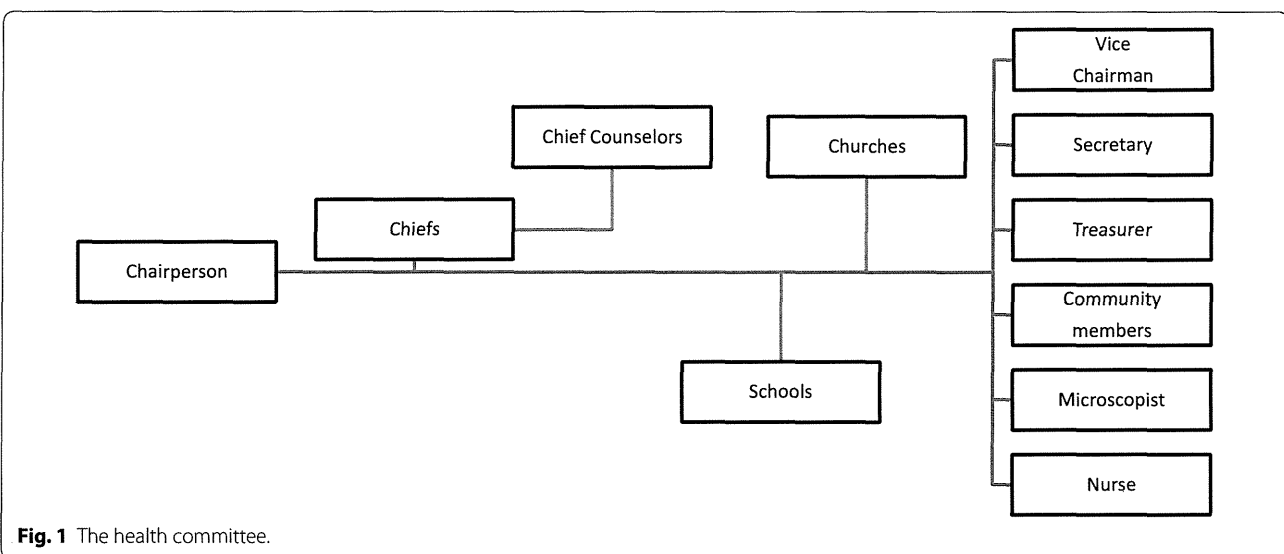 Vice
Chairman
Chief Counselors
Churches
Secretary
Chiefs
Treasurer
Chairperson
Community
members
Schools
Microscopist
Nurse
Fig. 1 The health committee.